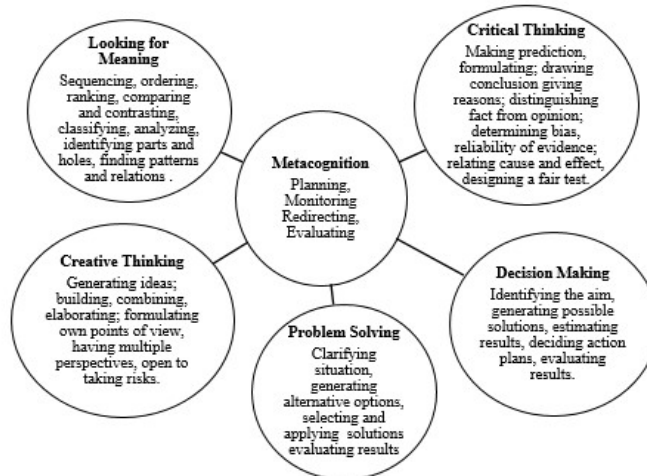 Looking for
Meaning
Sequencing, ordering,
ranking, comparing
and contrasting,
classifying, analyzing,
identifying parts and
holes, finding patterns
and relations .
Critical Thinking
Making prediction,
formulating; drawing
conclusion giving
reasons; distinguishing
fact from opinion;
determining bias,
reliability of evidence;
relating cause and effect,
designing a fair test.
Metacognition
Planning,
Monitoring
Redirecting,
Evaluating
Creative Thinking
Generating ideas;
building, combining,
elaborating; formulating
own points of view,
having multiple
perspectives, open to
taking risks.
Problem Solving
Clarifying
situation,
generating
alternative options,
selecting and
applying solutions
evaluating results
Decision Making
Identifying the aim,
generating possible
solutions, estimating
results, deciding action
plans, evaluating
results.